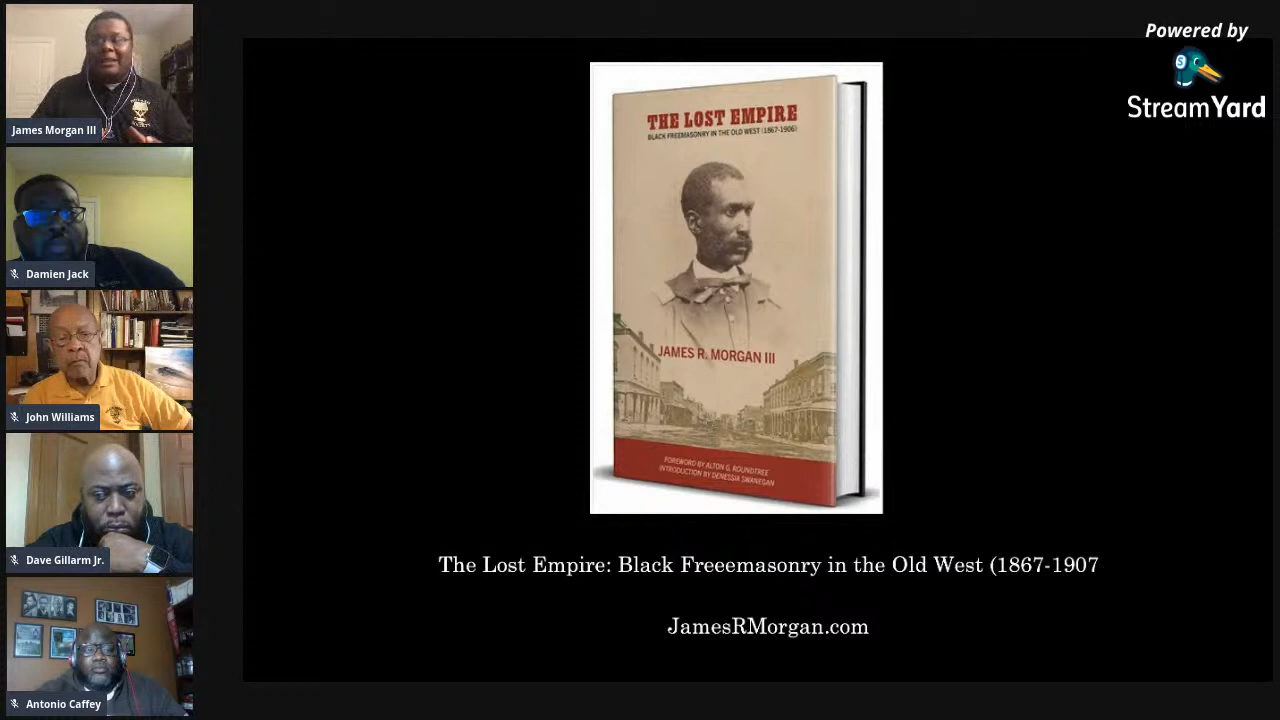 James Morgan III
Damien Jack
John Williams
Dave Gillarm Jr.
Antonio Caffey
THE LOST EMPIRE
BLACK FREEMASONRY IN THE OLD WEST (1867-1906)
JAMES R. MORGAN III
FOREWORD BY ALTON G. ROUNDTREE
INTRODUCTION BY DENESSIA SWANEGAN
The Lost Empire: Black Freeemasonry in the Old West (1867-1907
JamesRMorgan.com
Powered by
StreamYard